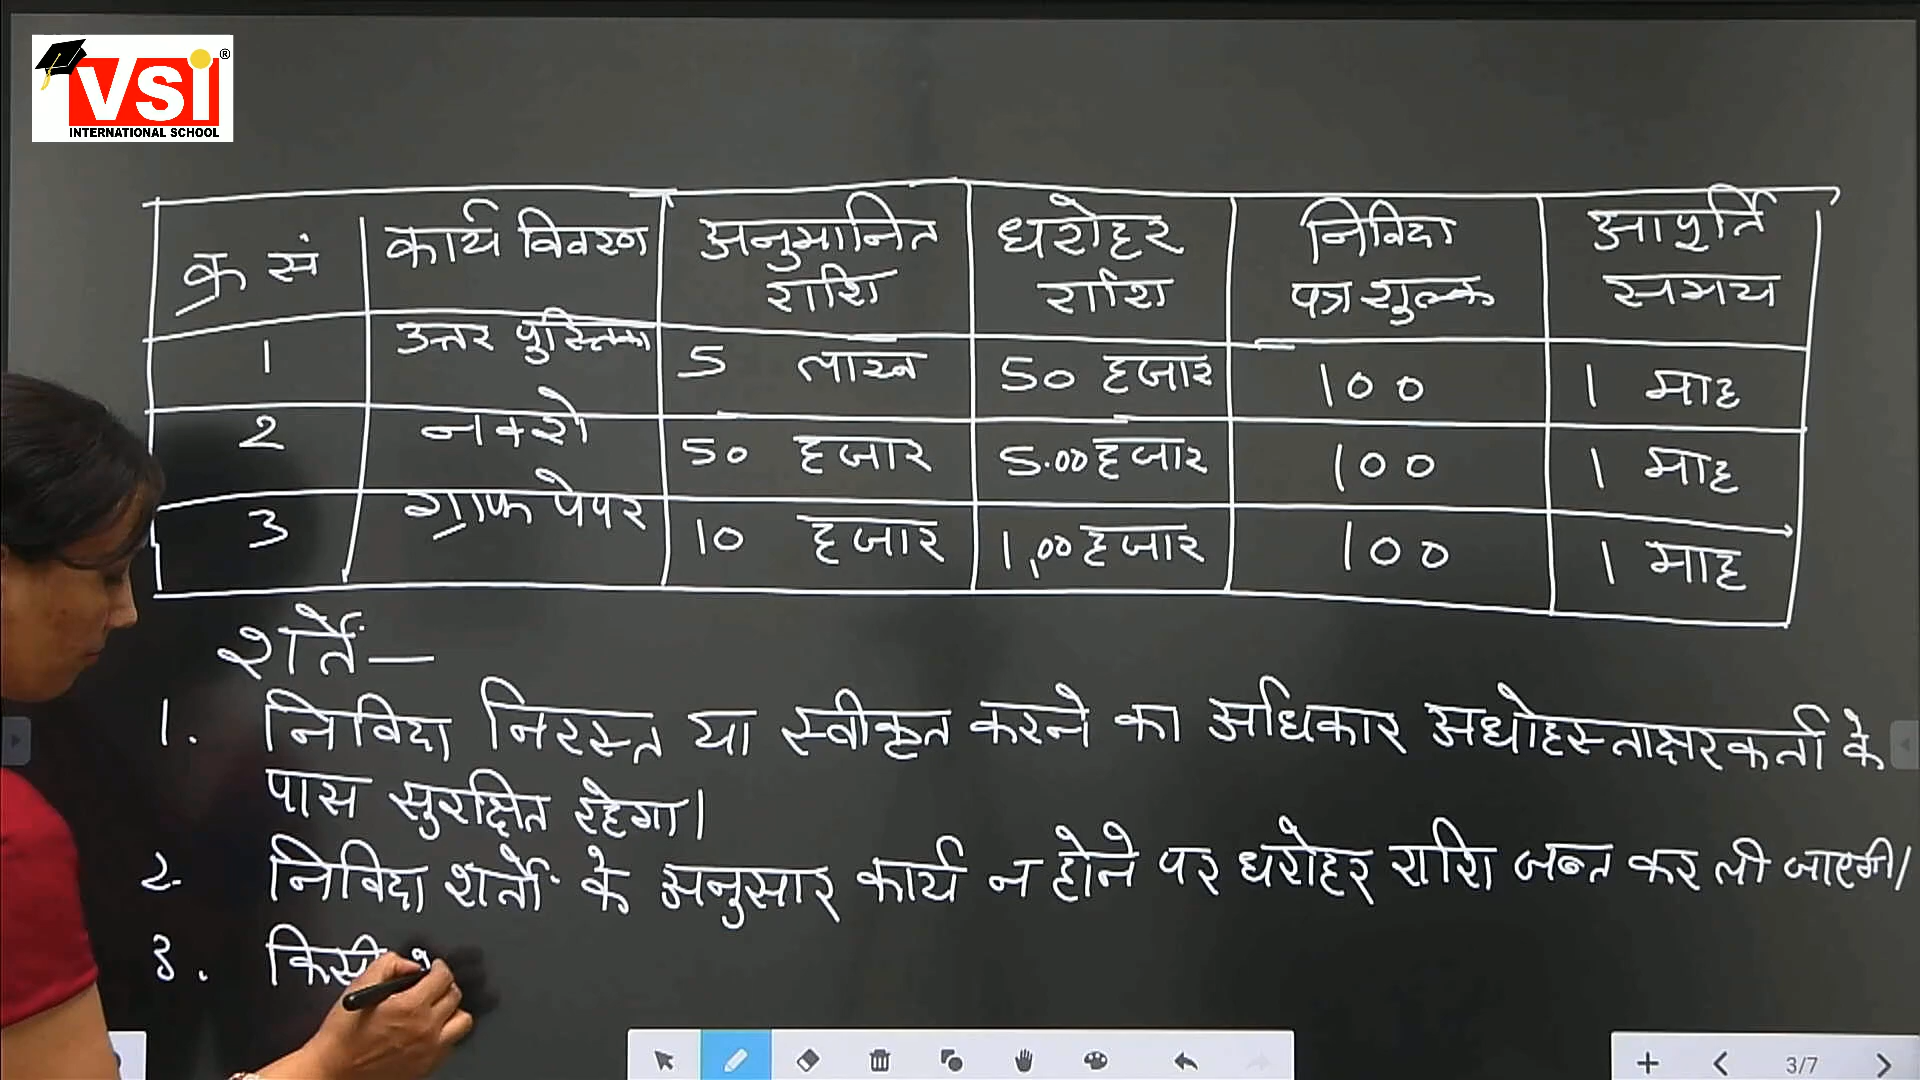 VSI®
INTERNATIONAL SCHOOL
क्र सं कार्य विवरण अनुमानित राशि धरोहर राशि निविदा पत्र शुल्क आपूर्ति समय
1 उत्तर पुस्तिका 5 लाख 50 हजार 100 1 माह
2 नक्शे 50 हजार 5.00 हजार 100 1 माह
3 ग्राफ पेपर 10 हजार 1,00 हजार 100 1 माह
शर्तें—
1. निविदा निरस्त या स्वीकृत करने का अधिकार अधोहस्ताक्षरकर्ता के
पास सुरक्षित रहेगा।
2. निविदा शर्तों के अनुसार कार्य न होने पर धरोहर राशि जब्त कर ली जाएगी।
3. किसी
3/7